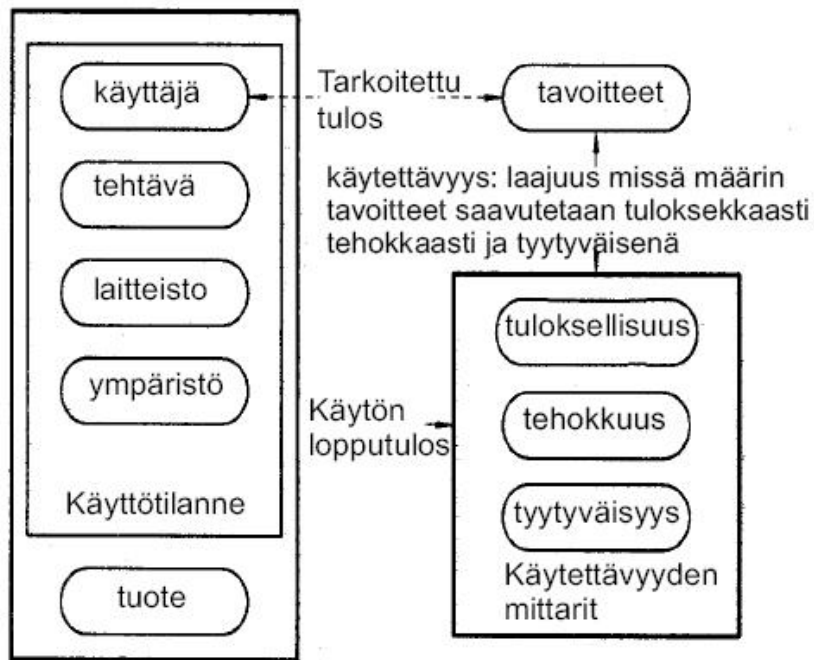 käyttäjä
tehtävä
laitteisto
ympäristö
Käyttötilanne
tuote
Tarkoitettu
tulos
tavoitteet
käytettävyys: laajuus missä määrin
tavoitteet saavutetaan tuloksekkaasti
tehokkaasti ja tyytyväisenä
Käytön
lopputulos
tuloksellisuus
tehokkuus
tyytyväisyys
Käytettävyyden
mittarit